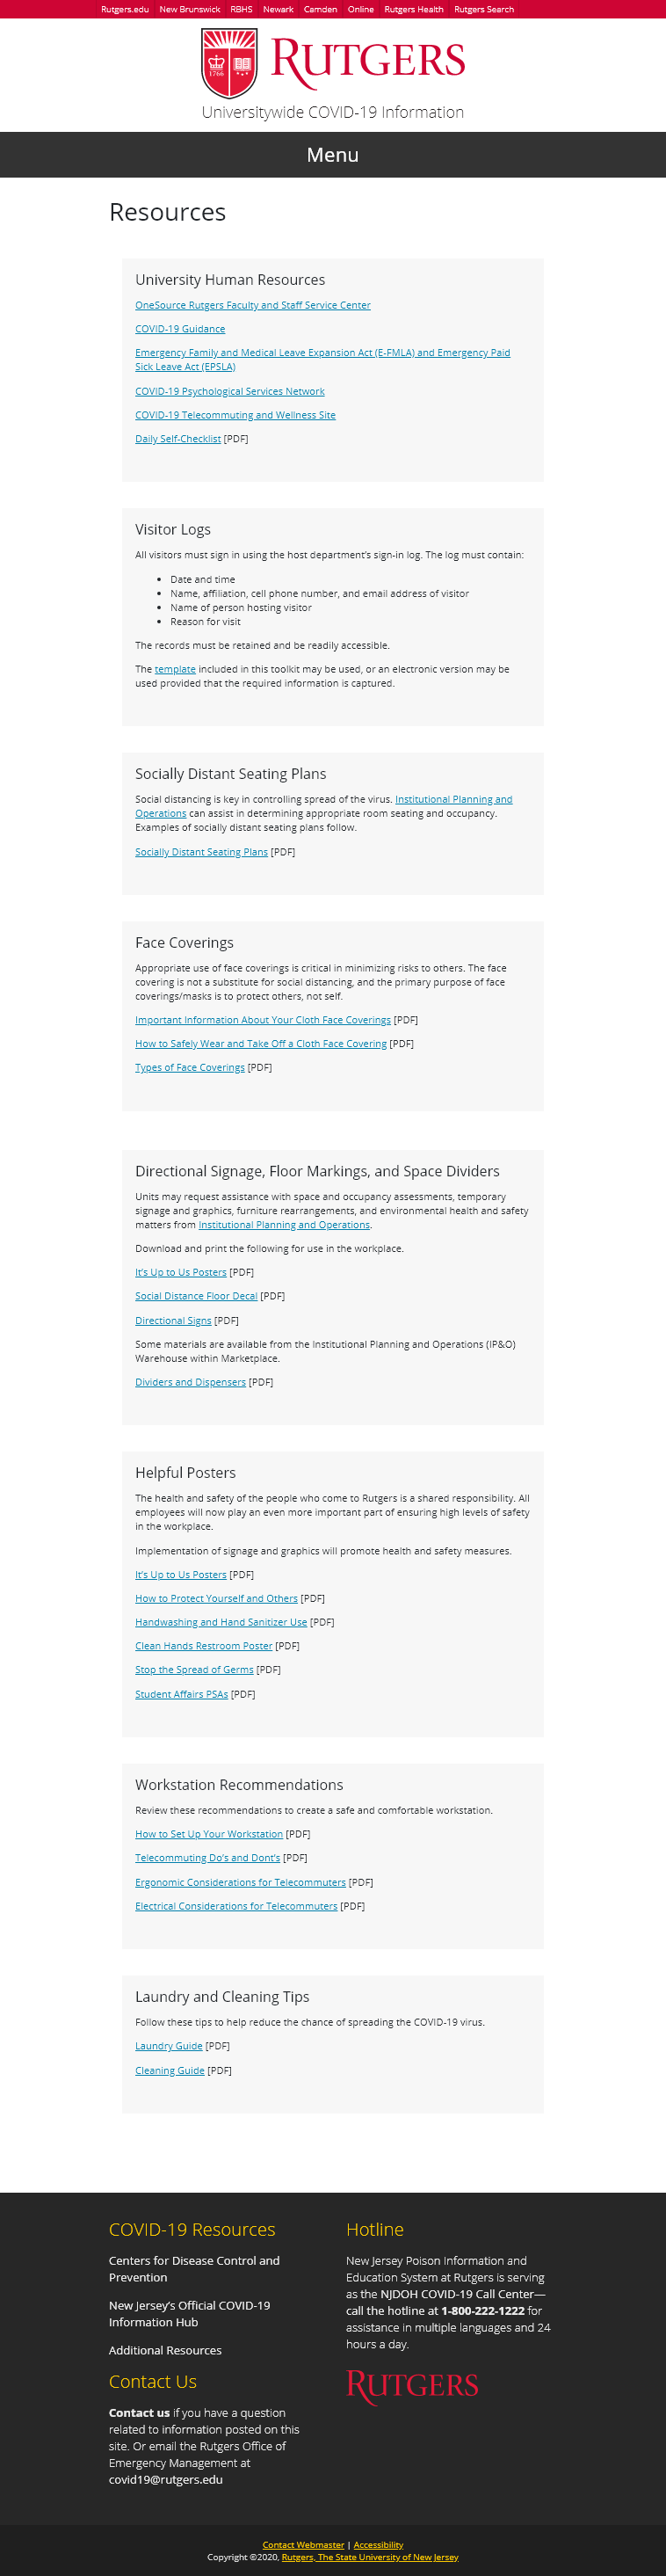 Rutgers.edu New Brunswick RBHS Newark Camden Online Rutgers Health Rutgers Search
1766
RUTGERS
Universitywide COVID-19 Information
Menu
Resources
University Human Resources
OneSource Rutgers Faculty and Staff Service Center
COVID-19 Guidance
Emergency Family and Medical Leave Expansion Act (E-FMLA) and Emergency Paid
Sick Leave Act (EPSLA)
COVID-19 Psychological Services Network
COVID-19 Telecommuting and Wellness Site
Daily Self-Checklist [PDF]
Visitor Logs
All visitors must sign in using the host department's sign-in log. The log must contain:
• Date and time
• Name, affiliation, cell phone number, and email address of visitor
• Name of person hosting visitor
• Reason for visit
The records must be retained and be readily accessible.
The template included in this toolkit may be used, or an electronic version may be
used provided that the required information is captured.
Socially Distant Seating Plans
Social distancing is key in controlling spread of the virus. Institutional Planning and
Operations can assist in determining appropriate room seating and occupancy.
Examples of socially distant seating plans follow.
Socially Distant Seating Plans [PDF]
Face Coverings
Appropriate use of face coverings is critical in minimizing risks to others. The face
covering is not a substitute for social distancing, and the primary purpose of face
coverings/masks is to protect others, not self.
Important Information About Your Cloth Face Coverings [PDF]
How to Safely Wear and Take Off a Cloth Face Covering [PDF]
Types of Face Coverings [PDF]
Directional Signage, Floor Markings, and Space Dividers
Units may request assistance with space and occupancy assessments, temporary
signage and graphics, furniture rearrangements, and environmental health and safety
matters from Institutional Planning and Operations.
Download and print the following for use in the workplace.
It's Up to Us Posters [PDF]
Social Distance Floor Decal [PDF]
Directional Signs [PDF]
Some materials are available from the Institutional Planning and Operations (IP&O)
Warehouse within Marketplace.
Dividers and Dispensers [PDF]
Helpful Posters
The health and safety of the people who come to Rutgers is a shared responsibility. All
employees will now play an even more important part of ensuring high levels of safety
in the workplace.
Implementation of signage and graphics will promote health and safety measures.
It's Up to Us Posters [PDF]
How to Protect Yourself and Others [PDF]
Handwashing and Hand Sanitizer Use [PDF]
Clean Hands Restroom Poster [PDF]
Stop the Spread of Germs [PDF]
Student Affairs PSAs [PDF]
Workstation Recommendations
Review these recommendations to create a safe and comfortable workstation.
How to Set Up Your Workstation [PDF]
Telecommuting Do's and Dont's [PDF]
Ergonomic Considerations for Telecommuters [PDF]
Electrical Considerations for Telecommuters [PDF]
Laundry and Cleaning Tips
Follow these tips to help reduce the chance of spreading the COVID-19 virus.
Laundry Guide [PDF]
Cleaning Guide [PDF]
COVID-19 Resources
Centers for Disease Control and
Prevention
New Jersey's Official COVID-19
Information Hub
Additional Resources
Contact Us
Contact us if you have a question
related to information posted on this
site. Or email the Rutgers Office of
Emergency Management at
covid19@rutgers.edu
Hotline
New Jersey Poison Information and
Education System at Rutgers is serving
as the NJDOH COVID-19 Call Center—
call the hotline at 1-800-222-1222 for
assistance in multiple languages and 24
hours a day.
RUTGERS
Contact Webmaster | Accessibility
Copyright ©2020, Rutgers, The State University of New Jersey